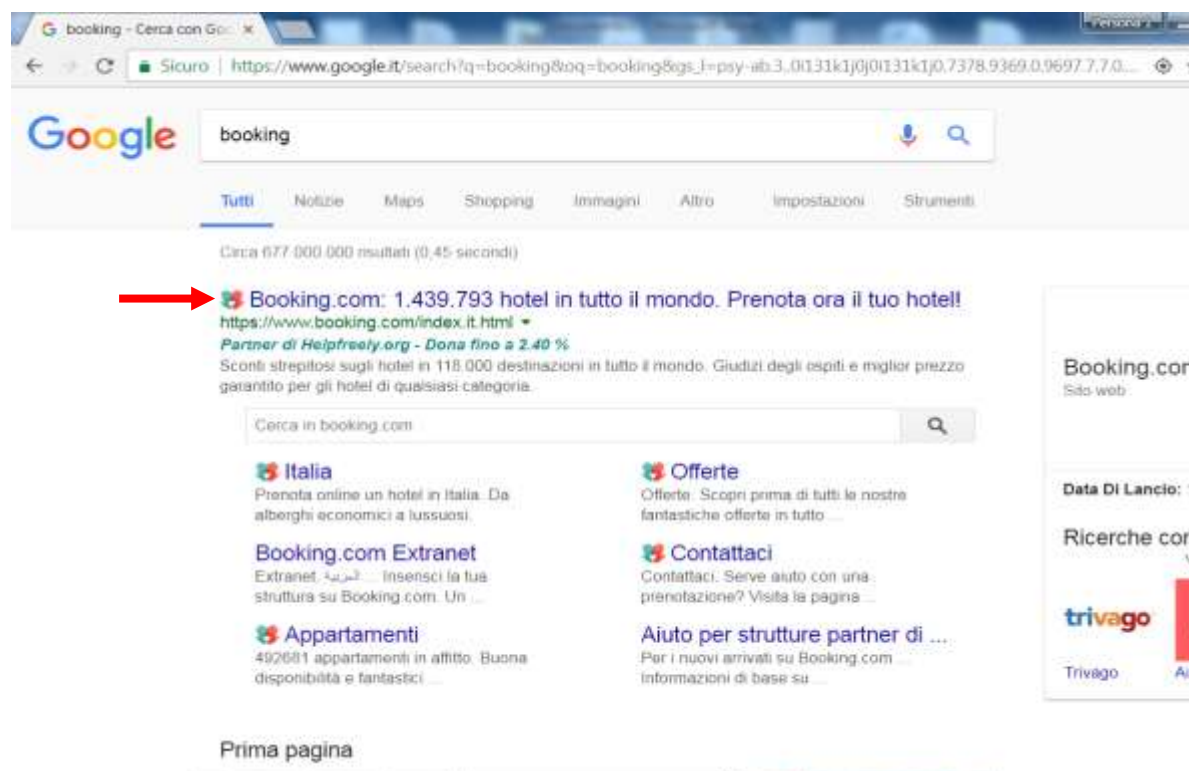 booking - Cerca con Goo
Persona 2
Sicuro | https://www.google.it/search?q=booking&oq=booking&gs_l=psy-ab.3..0i131k1j0j0i131k1j0.7378.9369.0.9697.7.7.0....
Google
booking
Tutti Notizie Maps Shopping Immagini Altro Impostazioni Strumenti
Circa 677.000.000 risultati (0,45 secondi)
Booking.com: 1.439.793 hotel in tutto il mondo. Prenota ora il tuo hotel!
https://www.booking.com/index.it.html
Partner di Helpfreely.org - Dona fino a 2.40 %
Sconti strepitosi sugli hotel in 118.000 destinazioni in tutto il mondo. Giudizi degli ospiti e miglior prezzo
garantito per gli hotel di qualsiasi categoria.
Cerca in booking.com
Italia
Prenota online un hotel in Italia. Da
alberghi economici a lussuosi.
Offerte
Offerte. Scopri prima di tutti le nostre
fantastiche offerte in tutto ...
Booking.com Extranet
Extranet. العربية ... Inserisci la tua
struttura su Booking.com. Un ...
Contattaci
Contattaci. Serve aiuto con una
prenotazione? Visita la pagina ...
Appartamenti
492681 appartamenti in affitto. Buona
disponibilità e fantastici ...
Aiuto per strutture partner di ...
Per i nuovi arrivati su Booking.com ...
Informazioni di base su ...
Prima pagina
Booking.com
Sito web
Data Di Lancio:
Ricerche cor
trivago
Trivago